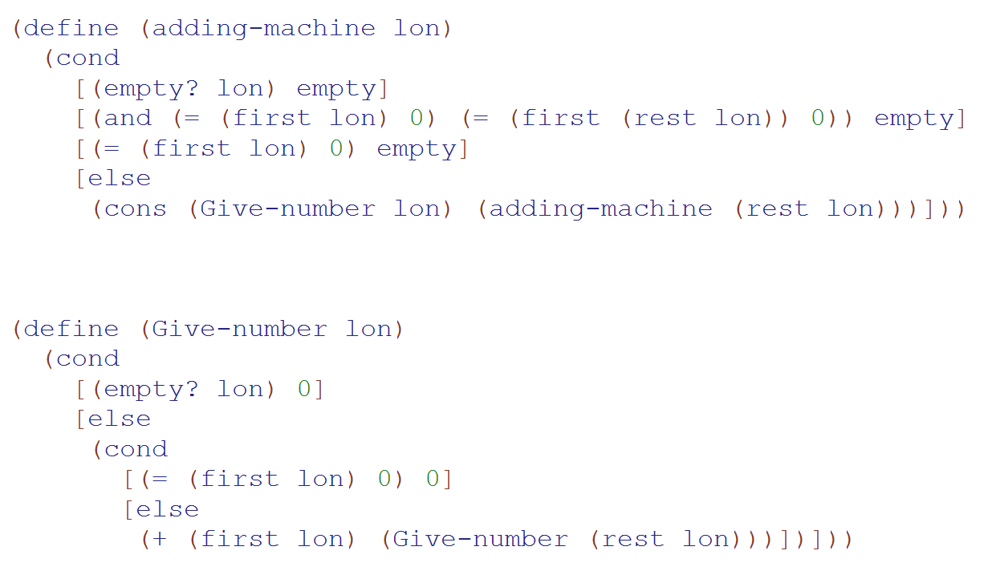 (define (adding-machine lon)
  (cond
    [(empty? lon) empty]
    [(and (= (first lon) 0) (= (first (rest lon)) 0)) empty]
    [(= (first lon) 0) empty]
    [else
     (cons (Give-number lon) (adding-machine (rest lon)))]))
(define (Give-number lon)
  (cond
    [(empty? lon) 0]
    [else
     (cond
       [(= (first lon) 0) 0]
       [else
        (+ (first lon) (Give-number (rest lon)))])]))